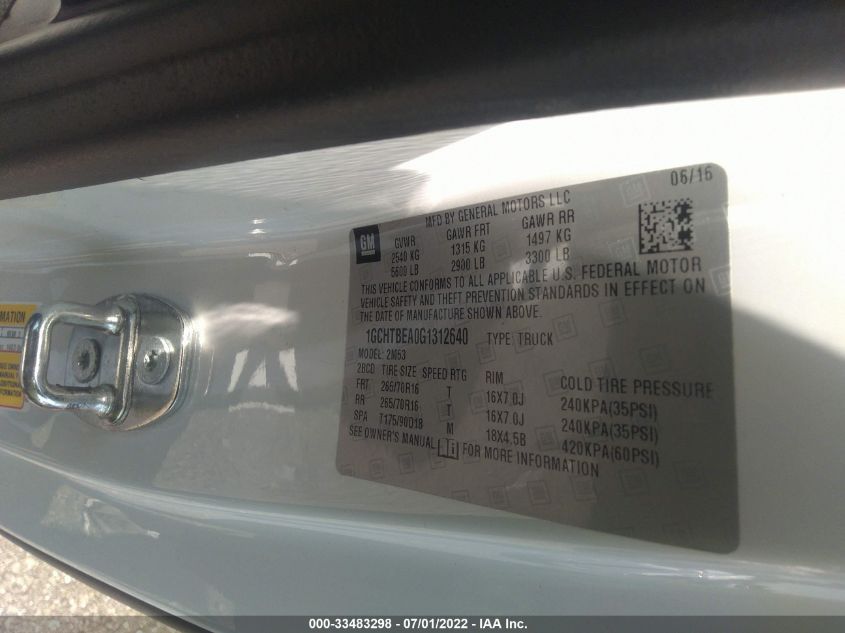 06/16
GM
MFD BY GENERAL MOTORS LLC
GVWR GAWR FRT GAWR RR
2540 KG 1315 KG 1497 KG
5600 LB 2900 LB 3300 LB
THIS VEHICLE CONFORMS TO ALL APPLICABLE U.S. FEDERAL MOTOR
VEHICLE SAFETY AND THEFT PREVENTION STANDARDS IN EFFECT ON
THE DATE OF MANUFACTURE SHOWN ABOVE.
1GCHTBEA0G1312640 TYPE: TRUCK
MODEL: 2M53
2BCD TIRE SIZE SPEED RTG RIM COLD TIRE PRESSURE
FRT 265/70R16 T 16X7.0J 240KPA(35PSI)
RR 265/70R16 T 16X7.0J 240KPA(35PSI)
SPA T175/90D18 M 18X4.5B 420KPA(60PSI)
SEE OWNER'S MANUAL FOR MORE INFORMATION
000-33483298 - 07/01/2022 - IAA Inc.